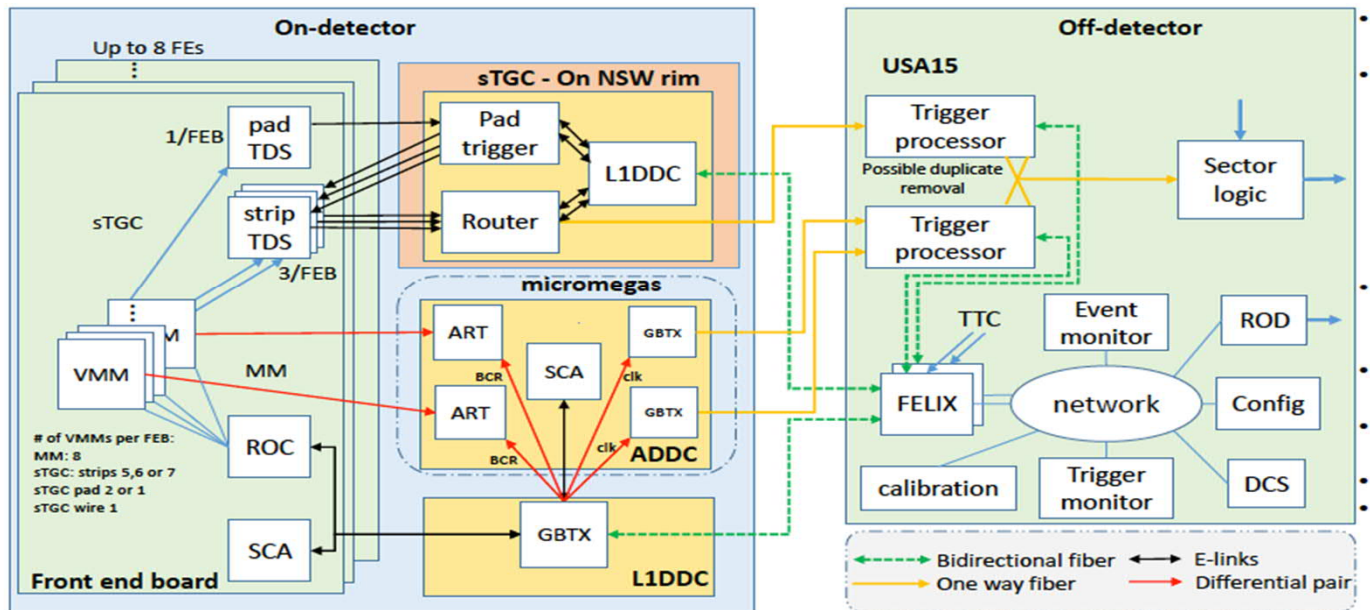 On-detector
Up to 8 FEs
⋮
1/FEB
pad
TDS
sTGC
strip
TDS
3/FEB
⋮
M
VMM
MM
# of VMMs per FEB:
MM: 8
sTGC: strips 5,6 or 7
sTGC pad 2 or 1
sTGC wire 1
ROC
SCA
Front end board
sTGC - On NSW rim
Pad
trigger
L1DDC
Router
micromegas
ART
GBTX
SCA
BCR
clk
ART
GBTX
BCR
clk
ADDC
GBTX
L1DDC
Off-detector
USA15
Trigger
processor
Possible duplicate
removal
Trigger
processor
Sector
logic
TTC
Event
monitor
ROD
FELIX
network
Config
calibration
Trigger
monitor
DCS
Bidirectional fiber
E-links
One way fiber
Differential pair